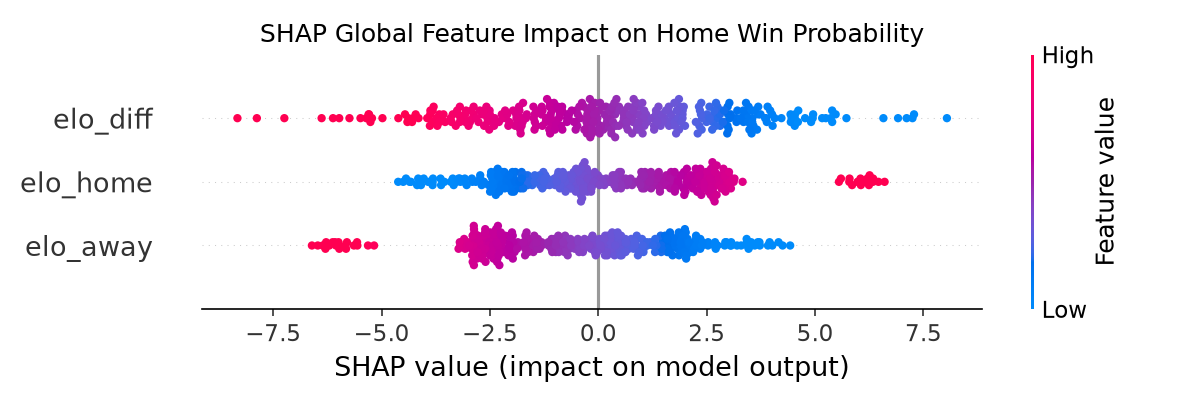 SHAP Global Feature Impact on Home Win Probability
High
elo_diff
elo_home
elo_away
Feature value
Low
−7.5 −5.0 −2.5 0.0 2.5 5.0 7.5
SHAP value (impact on model output)